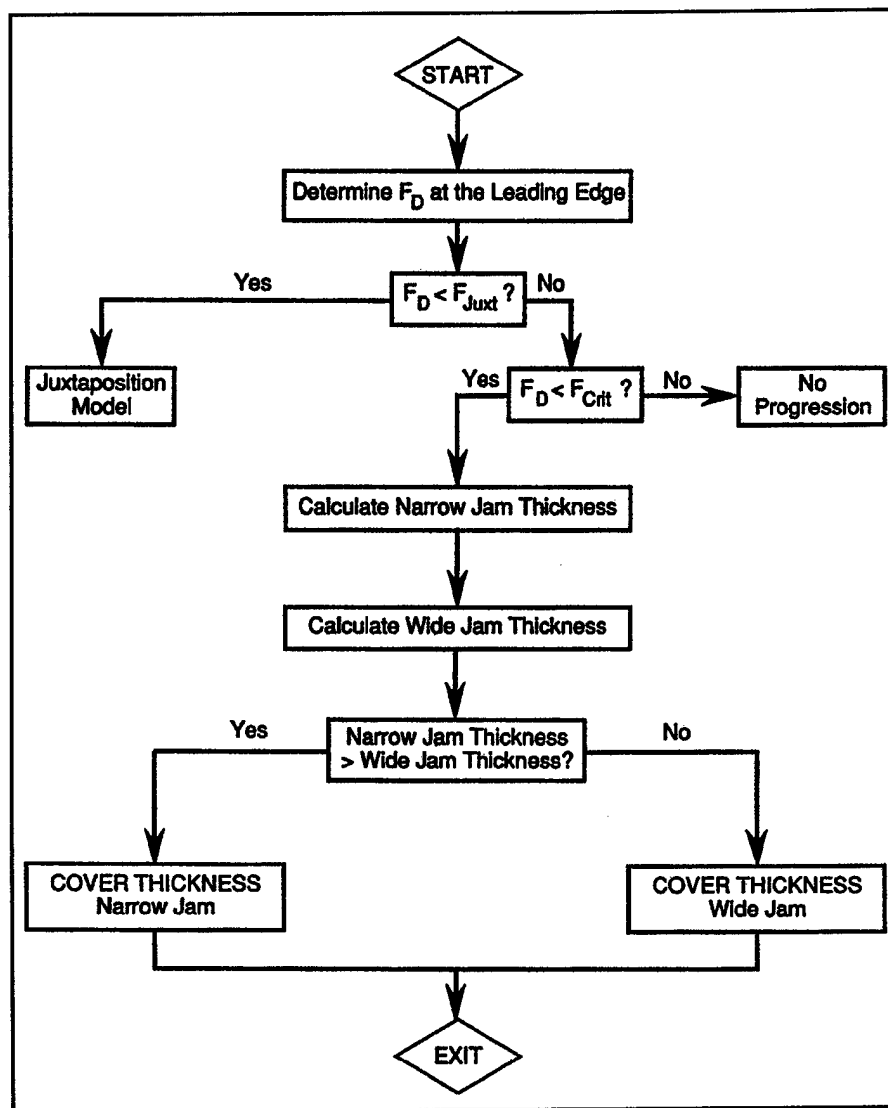 START
Determine F_D at the Leading Edge
Yes
F_D < F_Juxt ?
No
Juxtaposition
Model
Yes
F_D < F_Crit ?
No
No
Progression
Calculate Narrow Jam Thickness
Calculate Wide Jam Thickness
Yes
Narrow Jam Thickness
> Wide Jam Thickness?
No
COVER THICKNESS
Narrow Jam
COVER THICKNESS
Wide Jam
EXIT